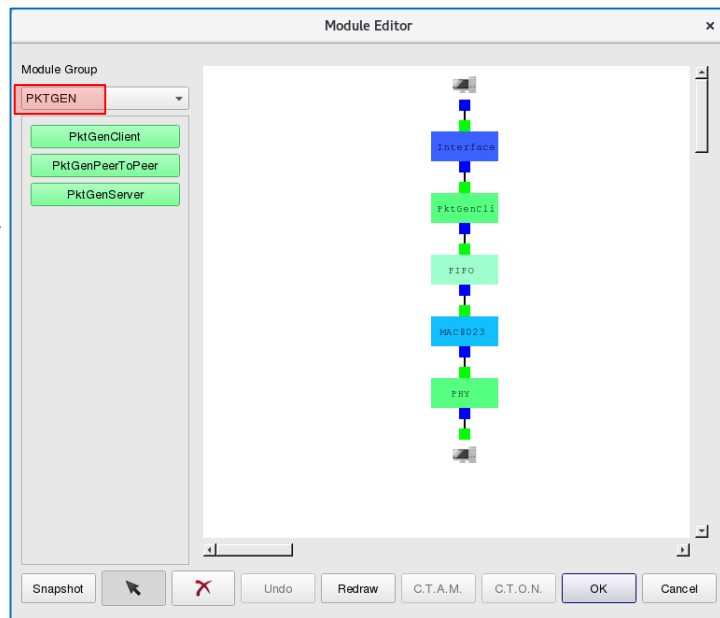 Module Editor
×
Module Group
PKTGEN
PktGenClient
PktGenPeerToPeer
PktGenServer
Interface
PktGenCli
FIFO
MAC8023
PHY
Snapshot
Undo
Redraw
C.T.A.M.
C.T.O.N.
OK
Cancel